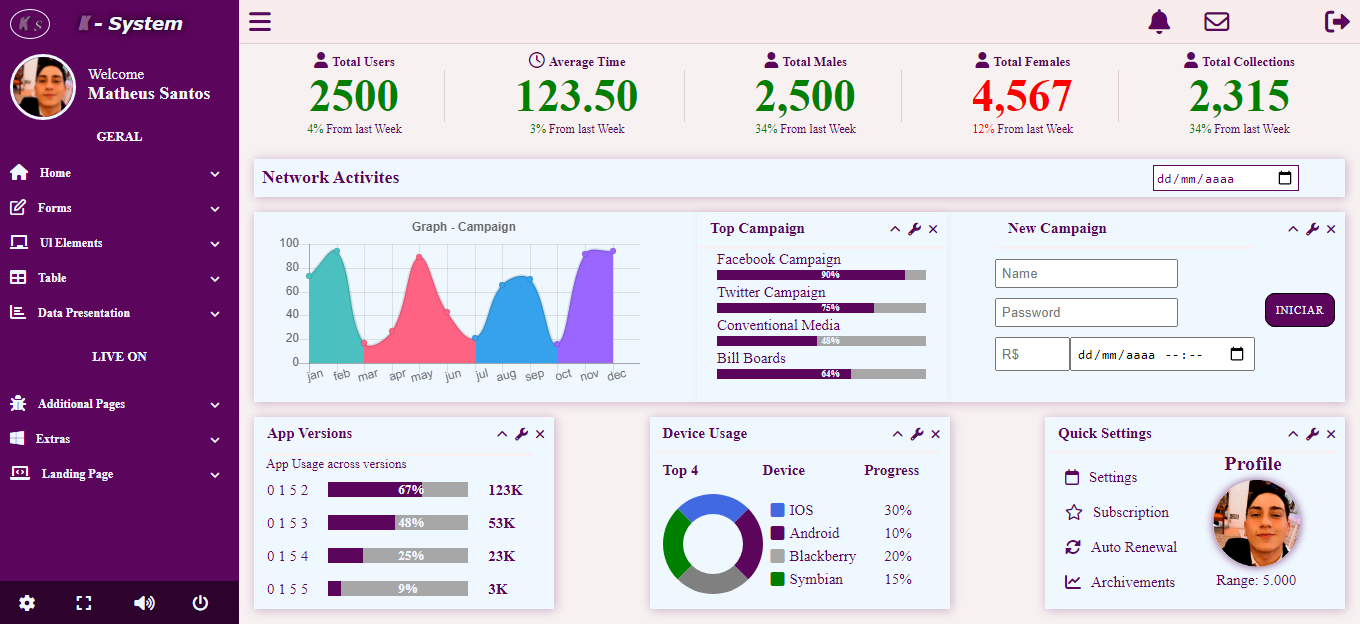 K S
K - System
Welcome
Matheus Santos
GERAL
Home
Forms
UI Elements
Table
Data Presentation
LIVE ON
Additional Pages
Extras
Landing Page
Total Users
2500
4% From last Week
Average Time
123.50
3% From last Week
Total Males
2,500
34% From last Week
Total Females
4,567
12% From last Week
Total Collections
2,315
34% From last Week
Network Activites
dd/mm/aaaa
Graph - Campaign
100
80
60
40
20
0
jan feb mar apr may jun jul aug sep oct nov dec
Top Campaign
Facebook Campaign
90%
Twitter Campaign
75%
Conventional Media
48%
Bill Boards
64%
New Campaign
Name
Password
R$ dd/mm/aaaa --:--
INICIAR
App Versions
App Usage across versions
0 1 5 2 67% 123K
0 1 5 3 48% 53K
0 1 5 4 25% 23K
0 1 5 5 9% 3K
Device Usage
Top 4 Device Progress
IOS 30%
Android 10%
Blackberry 20%
Symbian 15%
Quick Settings
Settings
Subscription
Auto Renewal
Archivements
Profile
Range: 5.000